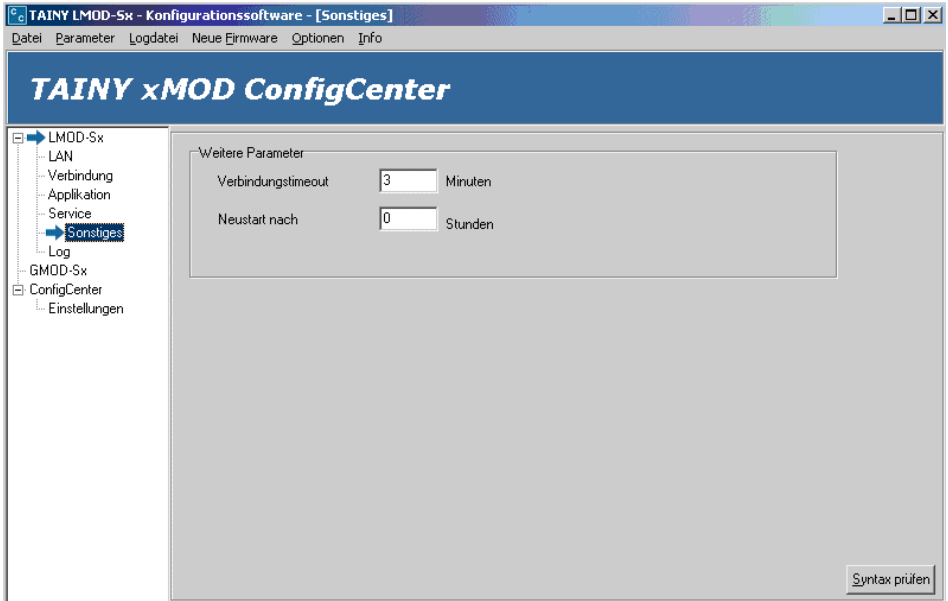 TAINY LMOD-Sx - Konfigurationssoftware - [Sonstiges]
Datei Parameter Logdatei Neue Firmware Optionen Info
TAINY xMOD ConfigCenter
LMOD-Sx
LAN
Verbindung
Applikation
Service
Sonstiges
Log
GMOD-Sx
ConfigCenter
Einstellungen
Weitere Parameter
Verbindungstimeout 3 Minuten
Neustart nach 0 Stunden
Syntax prüfen